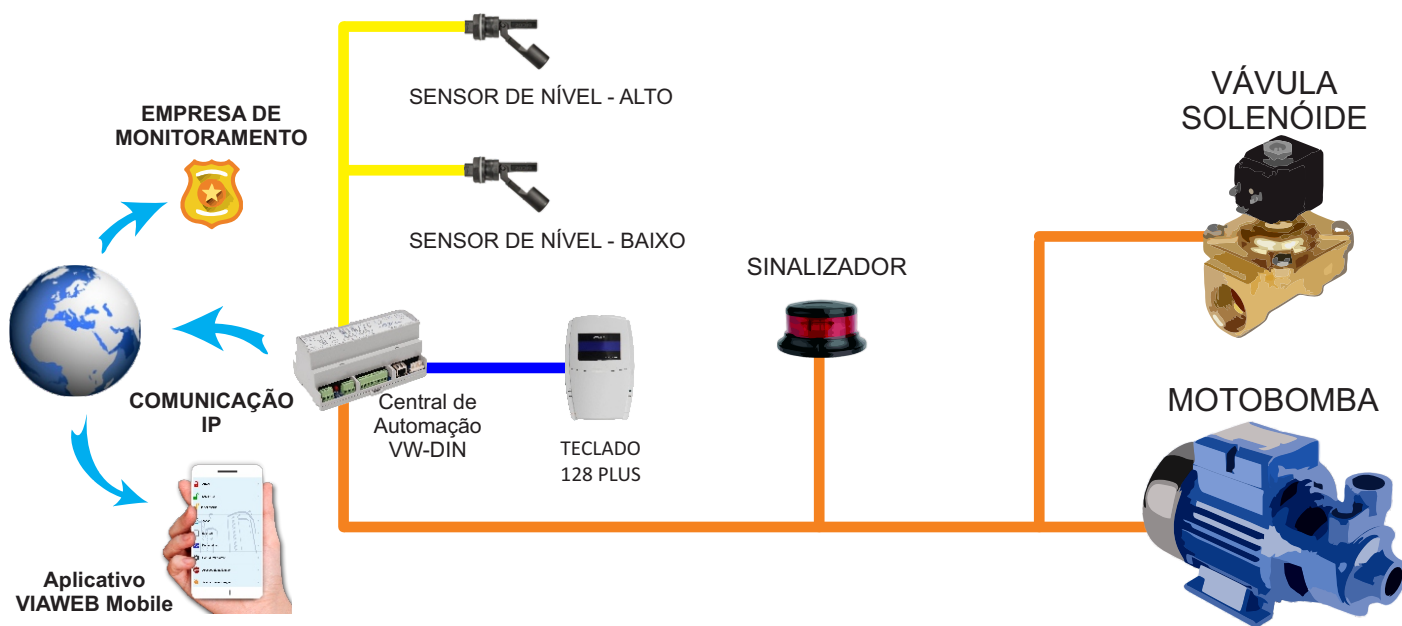 SENSOR DE NÍVEL - ALTO
EMPRESA DE
MONITORAMENTO
SENSOR DE NÍVEL - BAIXO
VÁVULA
SOLENÓIDE
SINALIZADOR
COMUNICAÇÃO
IP
Central de
Automação
VW-DIN
TECLADO
128 PLUS
MOTOBOMBA
Aplicativo
VIAWEB Mobile